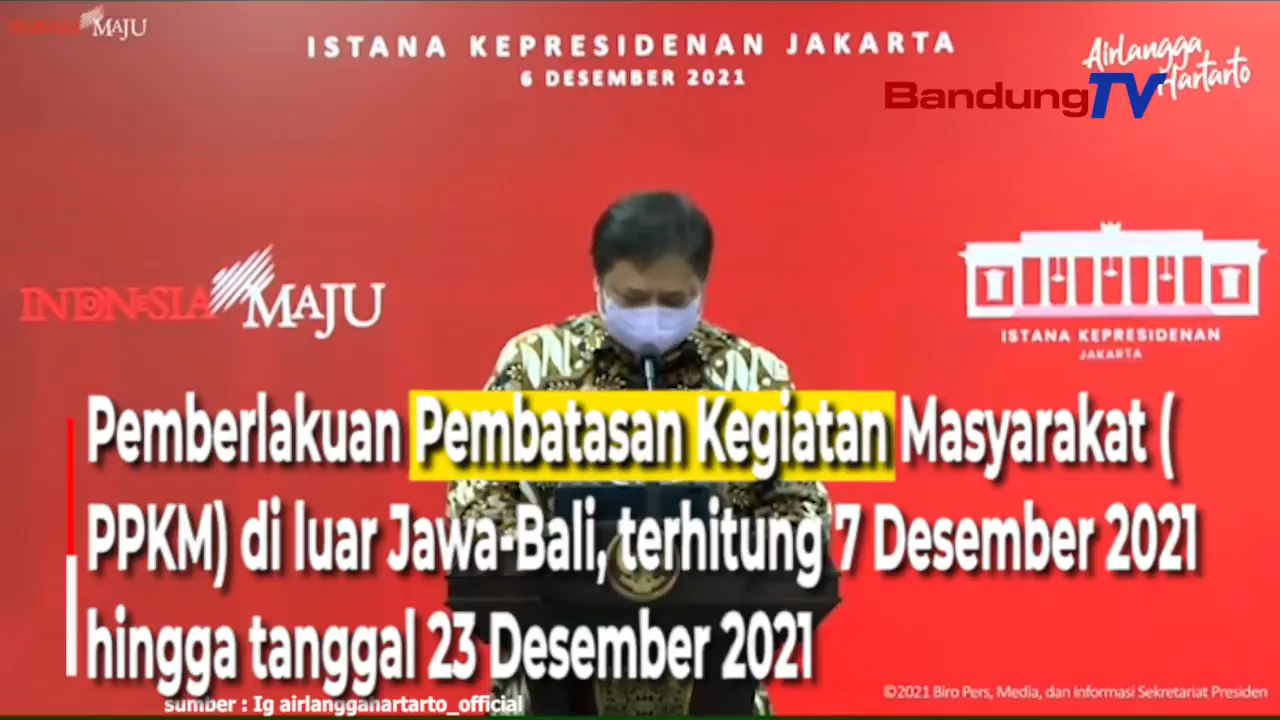 INDONESIA MAJU
ISTANA KEPRESIDENAN JAKARTA
6 DESEMBER 2021
Airlangga
Hartarto
BandungTV
INDONESIA MAJU
ISTANA KEPRESIDENAN
JAKARTA
Pemberlakuan Pembatasan Kegiatan Masyarakat (
PPKM) di luar Jawa-Bali, terhitung 7 Desember 2021
hingga tanggal 23 Desember 2021
sumber : Ig airlanggahartarto_official
©2021 Biro Pers, Media, dan Informasi Sekretariat Presiden